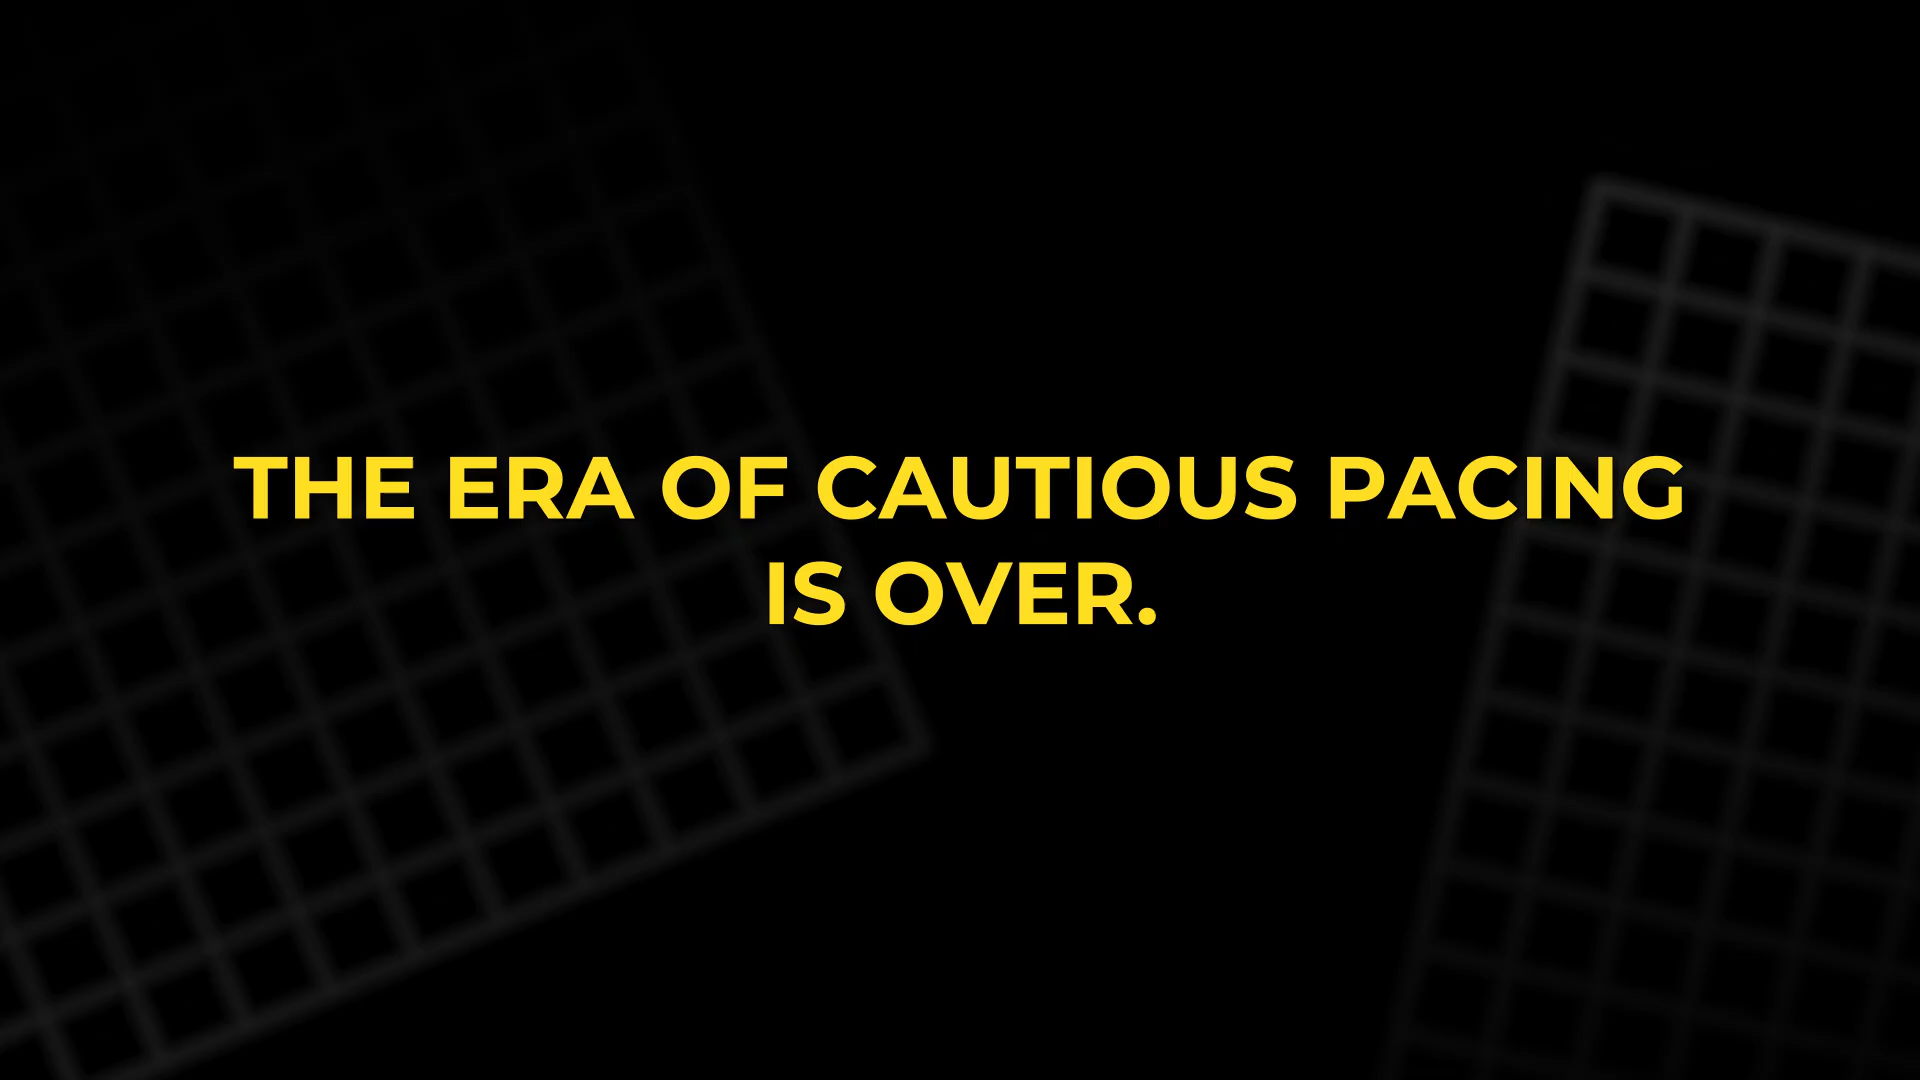 THE ERA OF CAUTIOUS PACING
IS OVER.